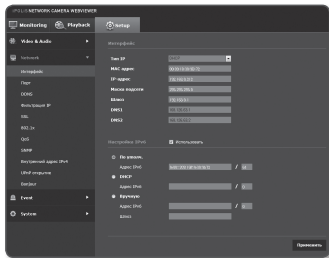 iPOLiS NETWORK CAMERA WEBVIEWER
Monitoring Playback Setup
Video & Audio
Network
Интерфейс
Порт
DDNS
Фильтрация IP
SSL
802.1x
QoS
SNMP
Внутренний адрес IPv4
UPnP открытие
Bonjour
Event
System
Интерфейс
Тип IP
MAC адрес
IP-адрес
Маска подсети
Шлюз
DNS1
DNS2
Настройки IPv6 Использовать
По умолч.
Адрес IPv6 /
DHCP
Адрес IPv6 /
Вручную
Адрес IPv6 /
Шлюз
Применить